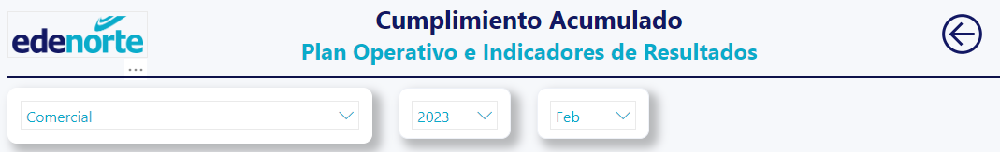 edenorte
Cumplimiento Acumulado
Plan Operativo e Indicadores de Resultados
...
Comercial
2023
Feb